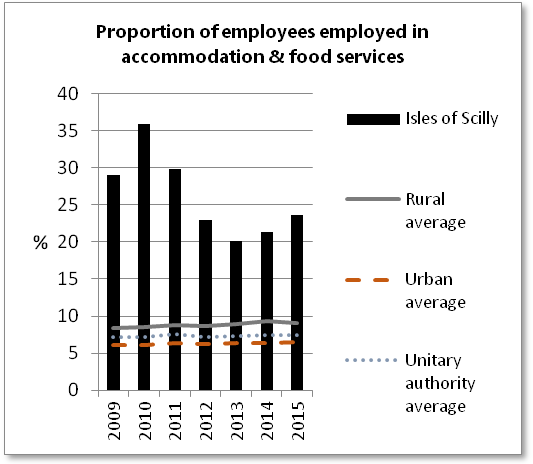 Proportion of employees employed in
accommodation & food services
40
35
30
25
20
15
10
5
0
%
2009
2010
2011
2012
2013
2014
2015
Isles of Scilly
Rural
average
Urban
average
Unitary
authority
average